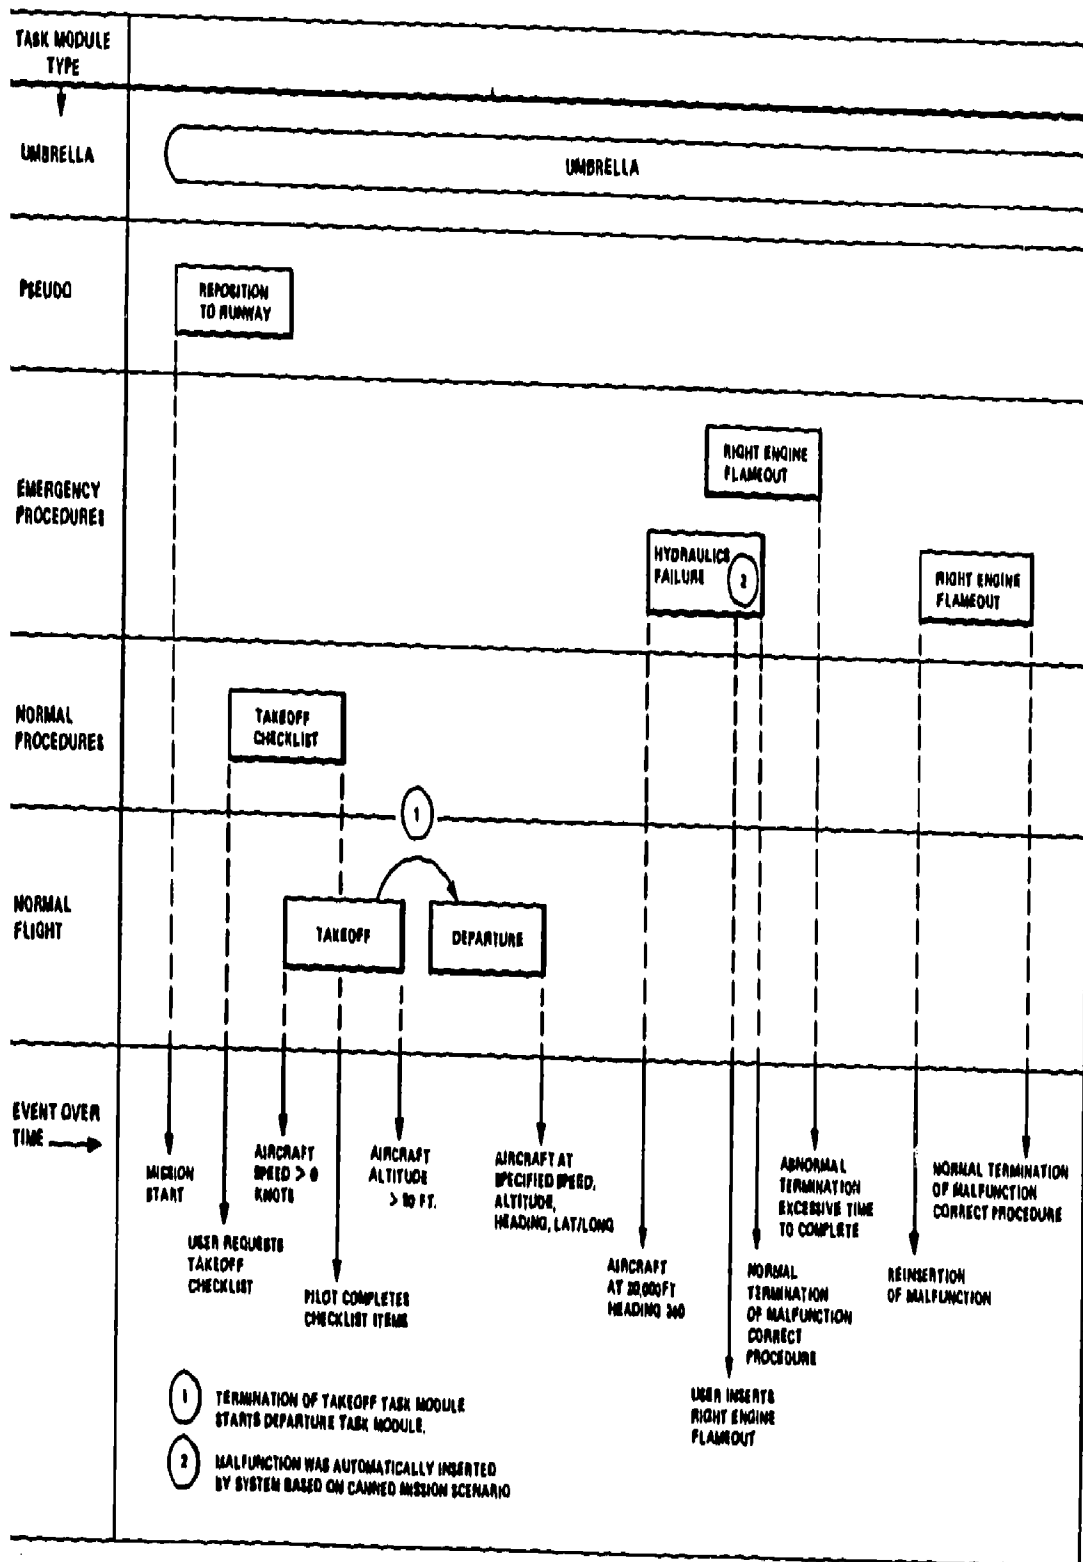 TASK MODULE
TYPE
UMBRELLA
UMBRELLA
PSEUDO
REPOSITION
TO RUNWAY
EMERGENCY
PROCEDURES
RIGHT ENGINE
FLAMEOUT
HYDRAULICS
FAILURE
2
RIGHT ENGINE
FLAMEOUT
NORMAL
PROCEDURES
TAKEOFF
CHECKLIST
1
NORMAL
FLIGHT
TAKEOFF
DEPARTURE
EVENT OVER
TIME
MISSION
START
USER REQUESTS
TAKEOFF
CHECKLIST
AIRCRAFT
SPEED > 0
KNOTS
PILOT COMPLETES
CHECKLIST ITEMS
AIRCRAFT
ALTITUDE
> FT.
AIRCRAFT AT
SPECIFIED SPEED,
ALTITUDE,
HEADING, LAT/LONG
AIRCRAFT
AT 20,000FT
HEADING 360
USER INSERTS
RIGHT ENGINE
FLAMEOUT
NORMAL
TERMINATION
OF MALFUNCTION
CORRECT
PROCEDURE
ABNORMAL
TERMINATION
EXCESSIVE TIME
TO COMPLETE
REINSERTION
OF MALFUNCTION
NORMAL TERMINATION
OF MALFUNCTION
CORRECT PROCEDURE
1 TERMINATION OF TAKEOFF TASK MODULE
STARTS DEPARTURE TASK MODULE.
2 MALFUNCTION WAS AUTOMATICALLY INSERTED
BY SYSTEM BASED ON CANNED MISSION SCENARIO